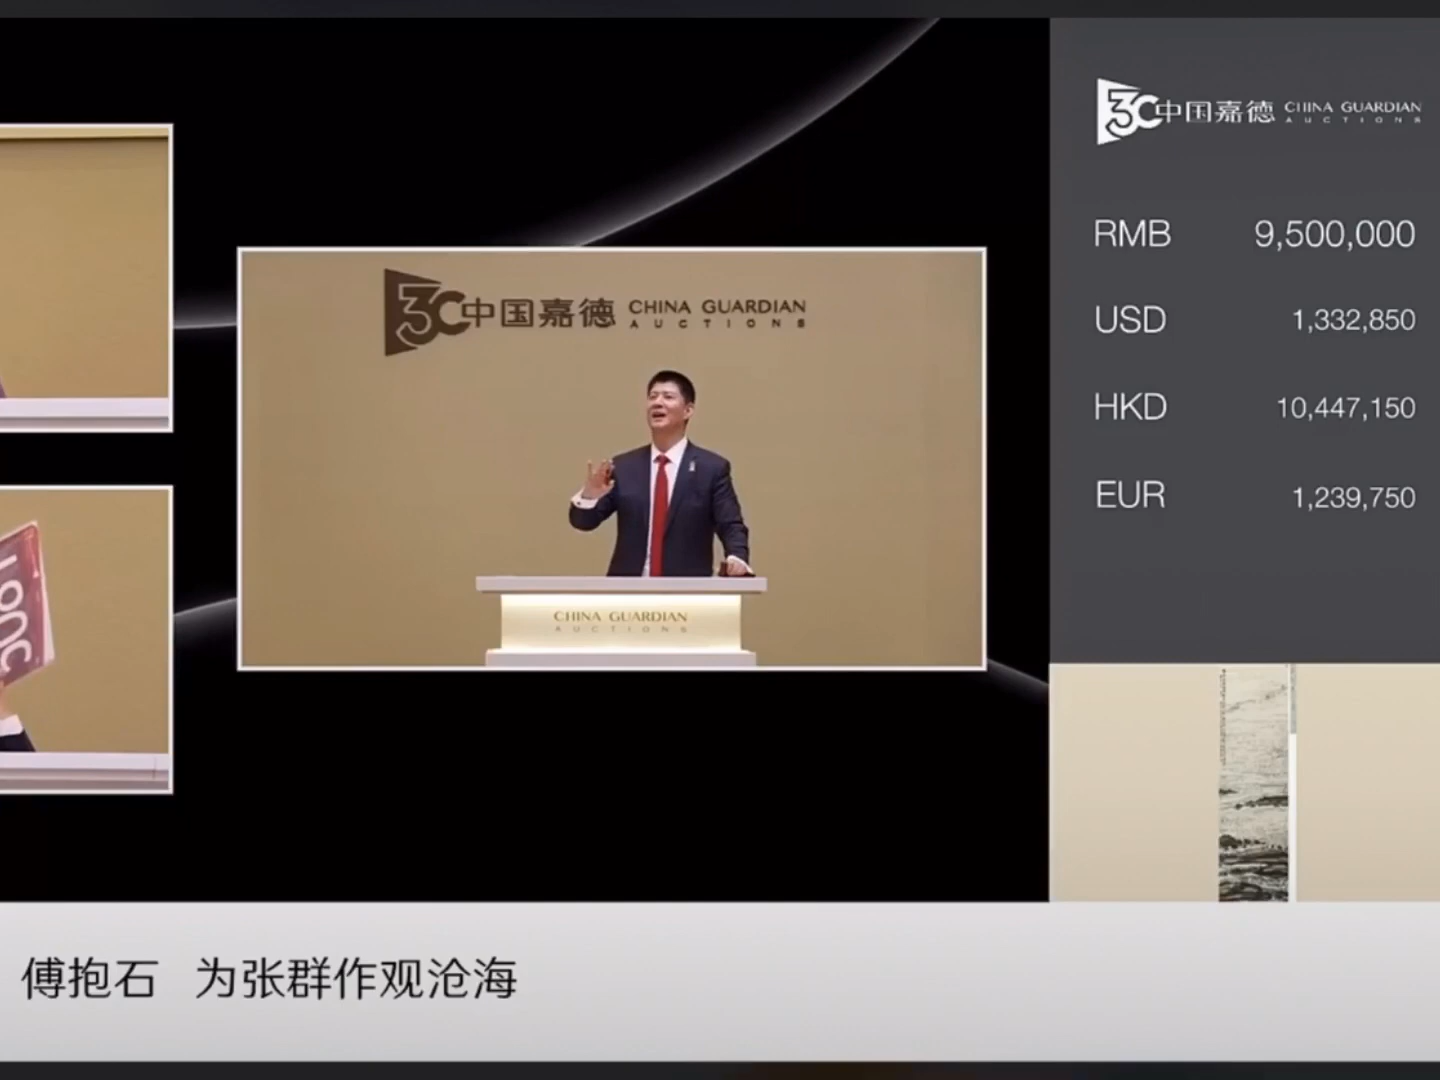 3C中国嘉德 CHINA GUARDIAN
AUCTIONS
RMB 9,500,000
USD 1,332,850
HKD 10,447,150
EUR 1,239,750
3C中国嘉德 CHINA GUARDIAN
AUCTIONS
CHINA GUARDIAN
AUCTIONS
傅抱石 为张群作观沧海